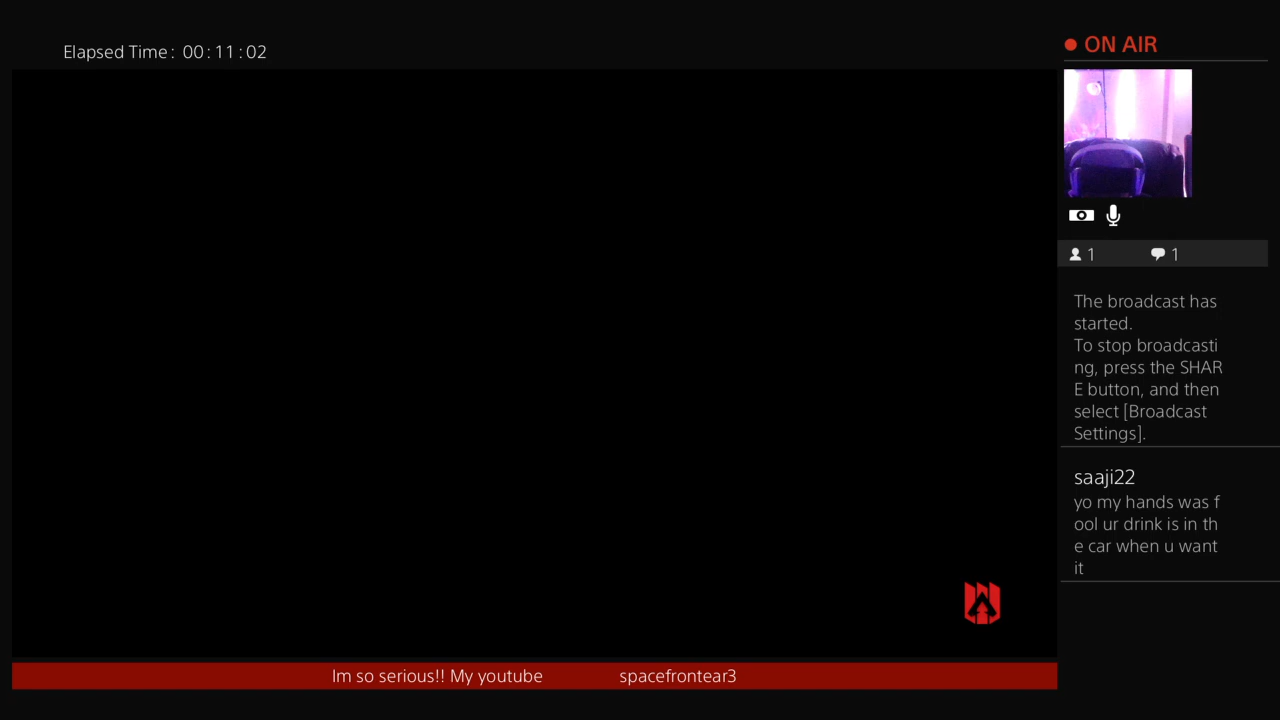 Elapsed Time: 00:11:02
ON AIR
1 1
The broadcast has
started.
To stop broadcasti
ng, press the SHAR
E button, and then
select [Broadcast
Settings].
saaji22
yo my hands was f
ool ur drink is in th
e car when u want
it
Im so serious!! My youtube spacefrontear3